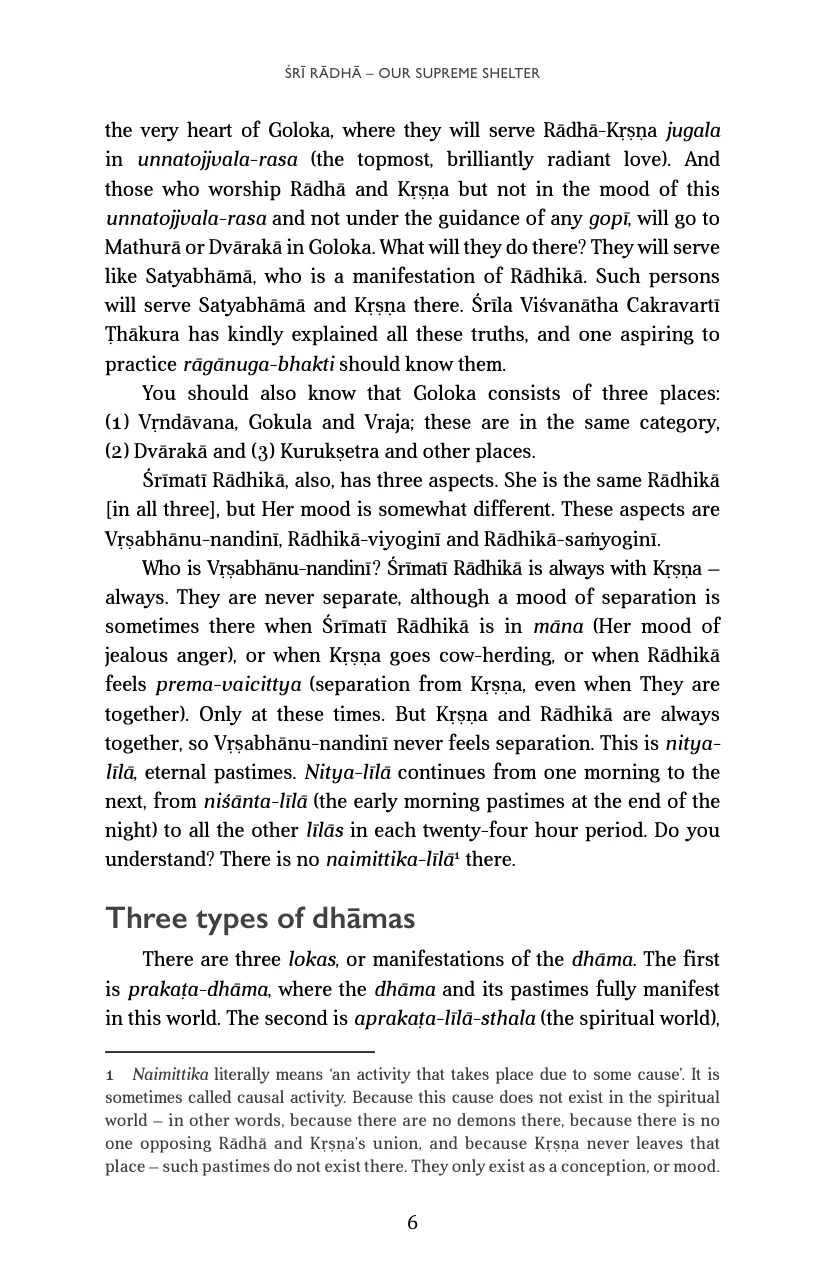 ŚRĪ RĀDHĀ – OUR SUPREME SHELTER
the very heart of Goloka, where they will serve Rādhā-Kṛṣṇa jugala
in unnatojjvala-rasa (the topmost, brilliantly radiant love). And
those who worship Rādhā and Kṛṣṇa but not in the mood of this
unnatojjvala-rasa and not under the guidance of any gopī, will go to
Mathurā or Dvārakā in Goloka. What will they do there? They will serve
like Satyabhāmā, who is a manifestation of Rādhikā. Such persons
will serve Satyabhāmā and Kṛṣṇa there. Śrīla Viśvanātha Cakravartī
Ṭhākura has kindly explained all these truths, and one aspiring to
practice rāgānuga-bhakti should know them.
You should also know that Goloka consists of three places:
(1) Vṛndāvana, Gokula and Vraja; these are in the same category,
(2) Dvārakā and (3) Kurukṣetra and other places.
Śrīmatī Rādhikā, also, has three aspects. She is the same Rādhikā
[in all three], but Her mood is somewhat different. These aspects are
Vṛṣabhānu-nandinī, Rādhikā-viyoginī and Rādhikā-saṁyoginī.
Who is Vṛṣabhānu-nandinī? Śrīmatī Rādhikā is always with Kṛṣṇa –
always. They are never separate, although a mood of separation is
sometimes there when Śrīmatī Rādhikā is in māna (Her mood of
jealous anger), or when Kṛṣṇa goes cow-herding, or when Rādhikā
feels prema-vaicittya (separation from Kṛṣṇa, even when They are
together). Only at these times. But Kṛṣṇa and Rādhikā are always
together, so Vṛṣabhānu-nandinī never feels separation. This is nitya-
līlā, eternal pastimes. Nitya-līlā continues from one morning to the
next, from niśānta-līlā (the early morning pastimes at the end of the
night) to all the other līlās in each twenty-four hour period. Do you
understand? There is no naimittika-līlā¹ there.
Three types of dhāmas
There are three lokas, or manifestations of the dhāma. The first
is prakaṭa-dhāma, where the dhāma and its pastimes fully manifest
in this world. The second is aprakaṭa-līlā-sthala (the spiritual world),
1 Naimittika literally means ‘an activity that takes place due to some cause’. It is
sometimes called causal activity. Because this cause does not exist in the spiritual
world – in other words, because there are no demons there, because there is no
one opposing Rādhā and Kṛṣṇa’s union, and because Kṛṣṇa never leaves that
place – such pastimes do not exist there. They only exist as a conception, or mood.
6